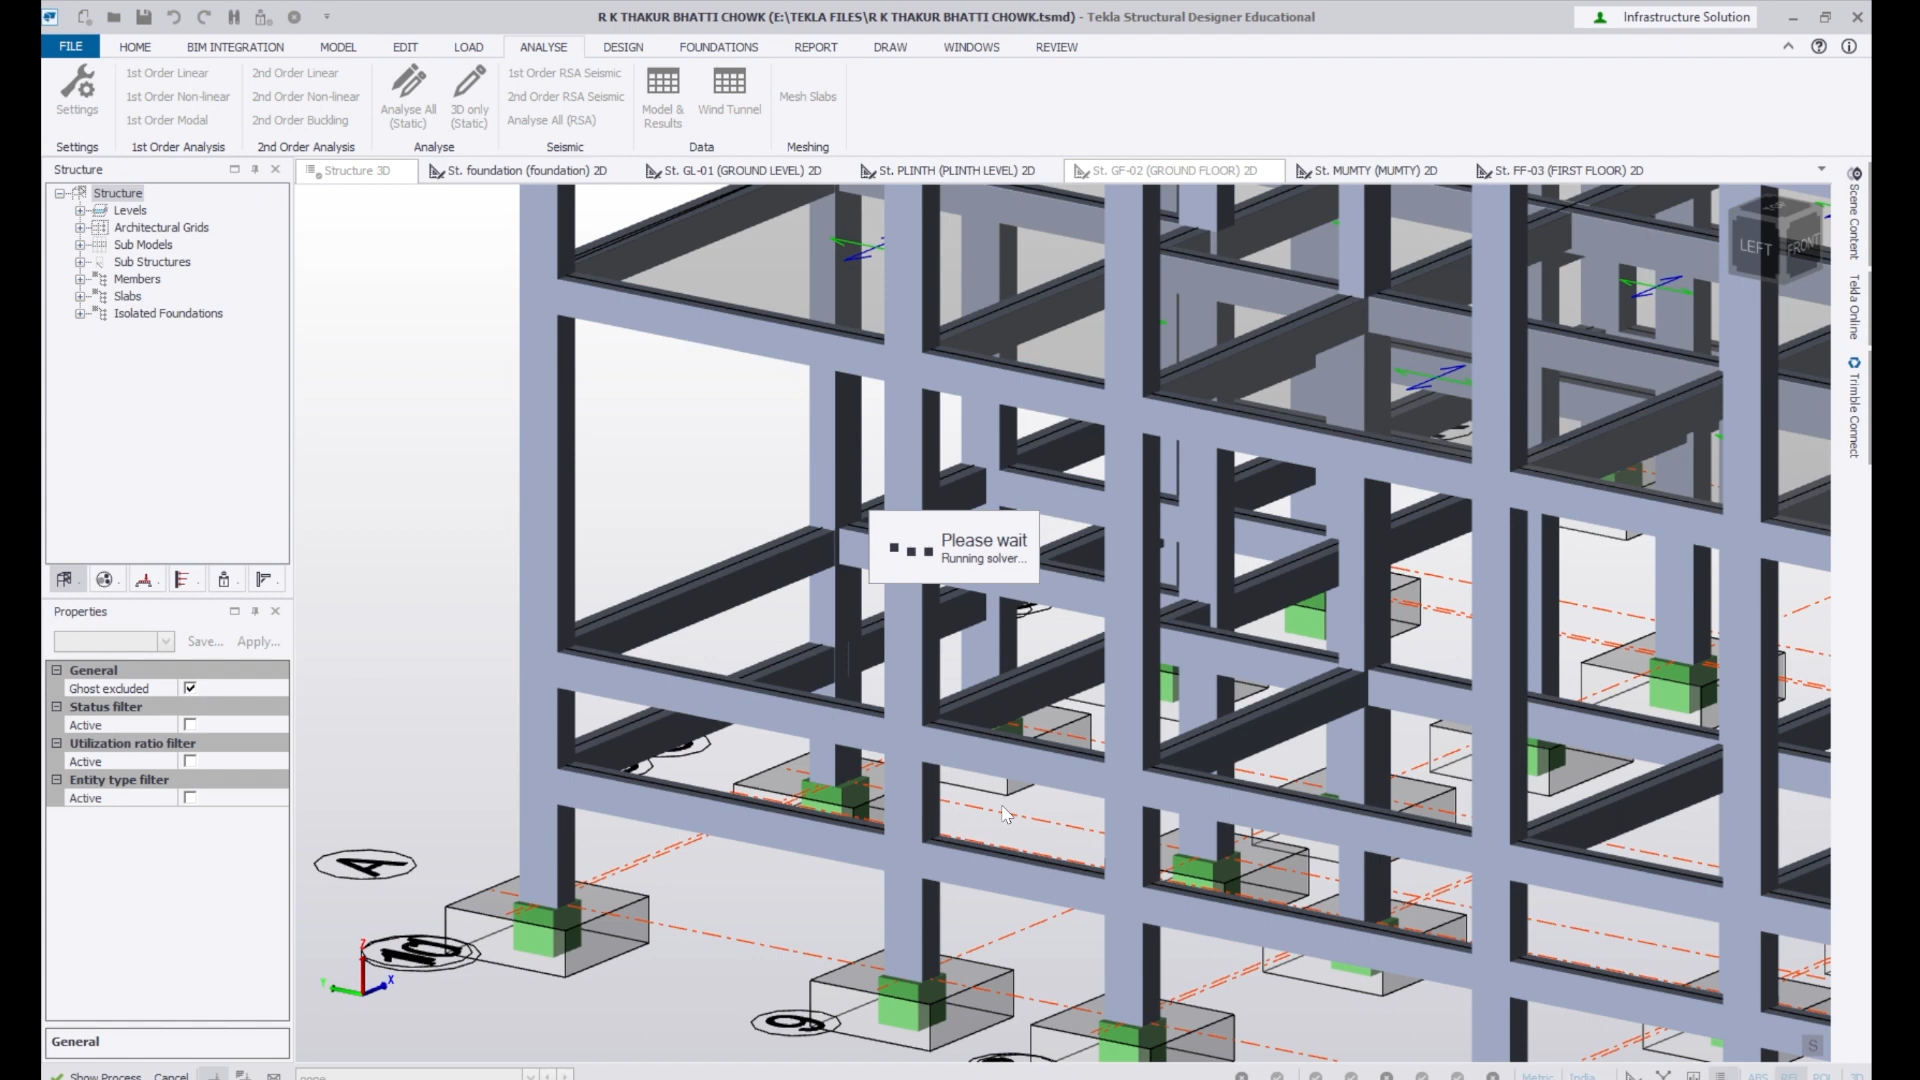 R K THAKUR BHATTI CHOWK (E:\TEKLA FILES\R K THAKUR BHATTI CHOWK.tsmd) - Tekla Structural Designer Educational
Infrastructure Solution
FILE HOME BIM INTEGRATION MODEL EDIT LOAD ANALYSE DESIGN FOUNDATIONS REPORT DRAW WINDOWS REVIEW
1st Order Linear 2nd Order Linear 1st Order RSA Seismic
1st Order Non-linear 2nd Order Non-linear 2nd Order RSA Seismic Mesh Slabs
Settings Analyse All 3D only Model & Wind Tunnel
1st Order Modal 2nd Order Buckling (Static) (Static) Analyse All (RSA) Results
Settings 1st Order Analysis 2nd Order Analysis Analyse Seismic Data Meshing
Structure
Structure 3D St. foundation (foundation) 2D St. GL-01 (GROUND LEVEL) 2D St. PLINTH (PLINTH LEVEL) 2D St. GF-02 (GROUND FLOOR) 2D St. MUMTY (MUMTY) 2D St. FF-03 (FIRST FLOOR) 2D
Structure
Levels
Architectural Grids
Sub Models
Sub Structures
Members
Slabs
Isolated Foundations
LEFT FRONT
Scene Content
Tekla Online
Trimble Connect
Please wait
Running solver...
Properties
Save... Apply...
General
Ghost excluded
Status filter
Active
Utilization ratio filter
Active
Entity type filter
Active
A
10
9
Z
Y X
S
General
Show Process Cancel none
Metric India ABS REL POL 3D